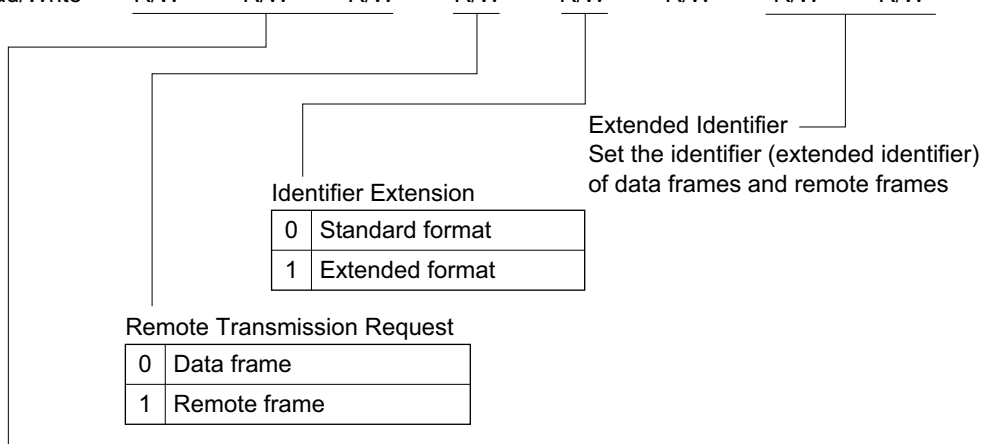 R/W R/W R/W R/W R/W R/W R/W R/W
Extended Identifier
Set the identifier (extended identifier)
of data frames and remote frames
Identifier Extension
0 Standard format
1 Extended format
Remote Transmission Request
0 Data frame
1 Remote frame